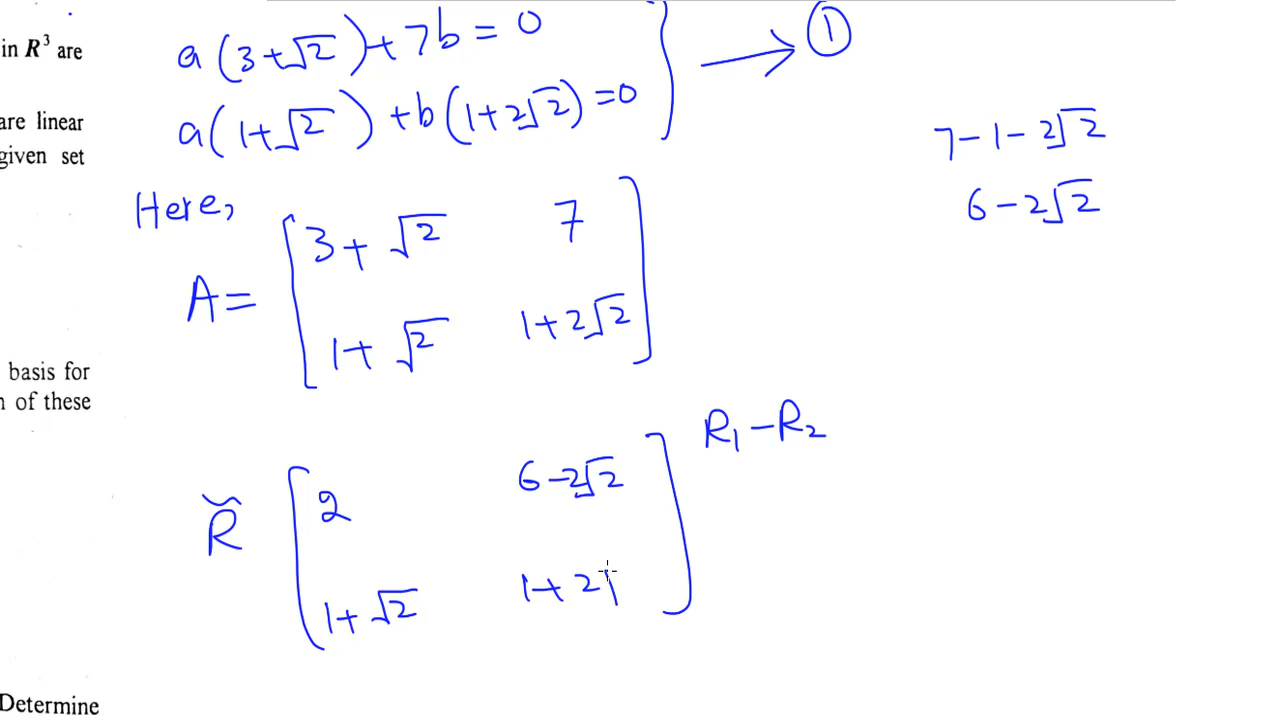 in R³ are
are linear
given set
basis for
n of these
Determine
a(3+√2)+7b=0
a(1+√2)+b(1+2√2)=0
→ ①
7-1-2√2
6-2√2
Here,
A= [3+√2 7
1+√2 1+2√2]
R₁-R₂
R̆ [2 6-2√2
1+√2 1+2]